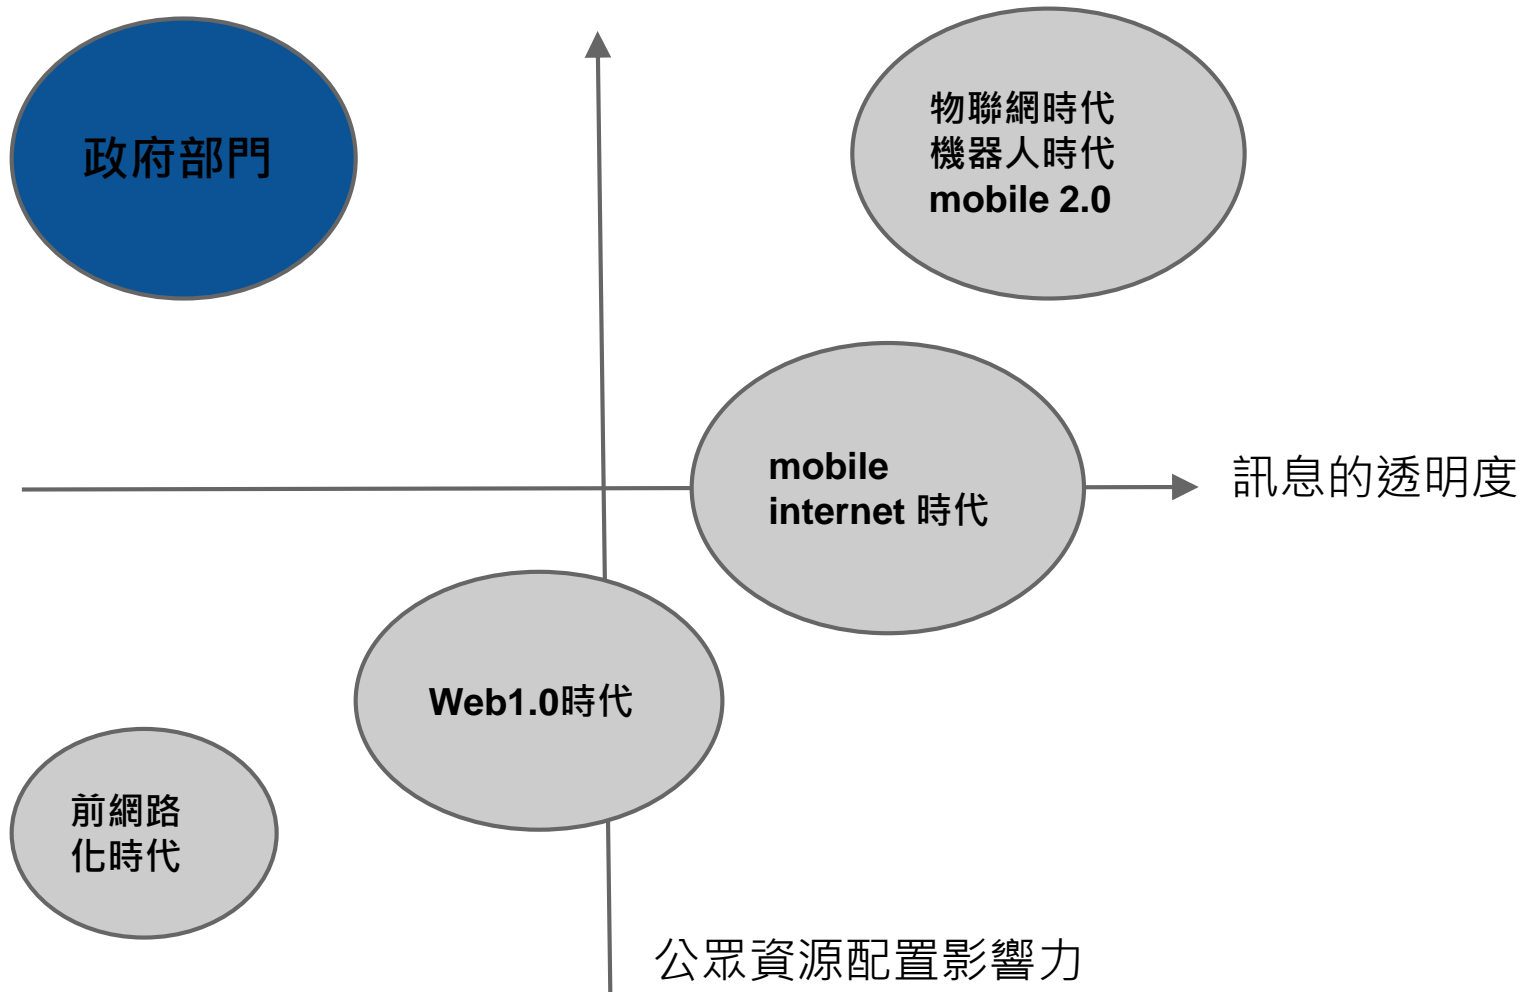 政府部門
物聯網時代
機器人時代
mobile 2.0
mobile
internet 時代
訊息的透明度
Web1.0時代
前網路
化時代
公眾資源配置影響力